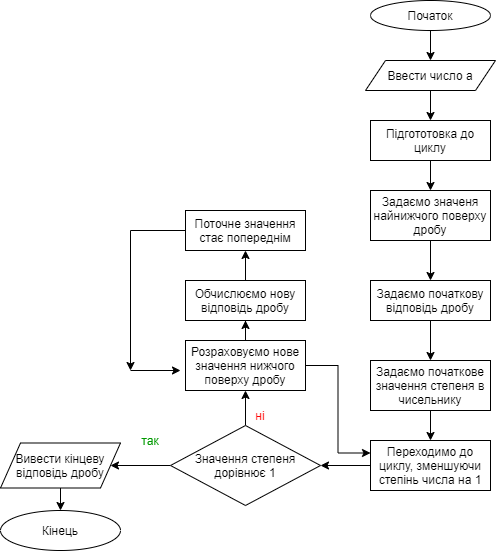 Початок
Ввести число a
Підгототовка до
циклу
Задаємо значеня
найнижчого поверху
дробу
Задаємо початкову
відповідь дробу
Задаємо початкове
значення степеня в
чисельнику
Переходимо до
циклу, зменшуючи
степінь числа на 1
Значення степеня
дорівнює 1
ні
Розраховуємо нове
значення нижчого
поверху дробу
Обчислюємо нову
відповідь дробу
Поточне значення
стає попереднім
так
Вивести кінцеву
відповідь дробу
Кінець